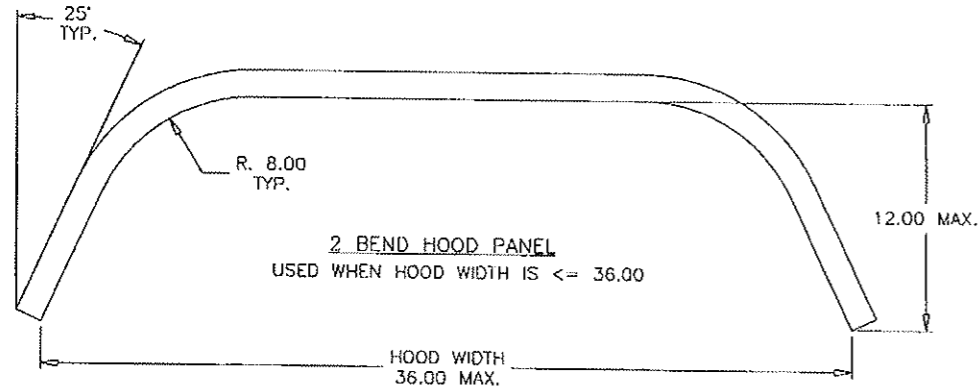 25°
TYP.
R. 8.00
TYP.
12.00 MAX.
2 BEND HOOD PANEL
USED WHEN HOOD WIDTH IS <= 36.00
HOOD WIDTH
36.00 MAX.